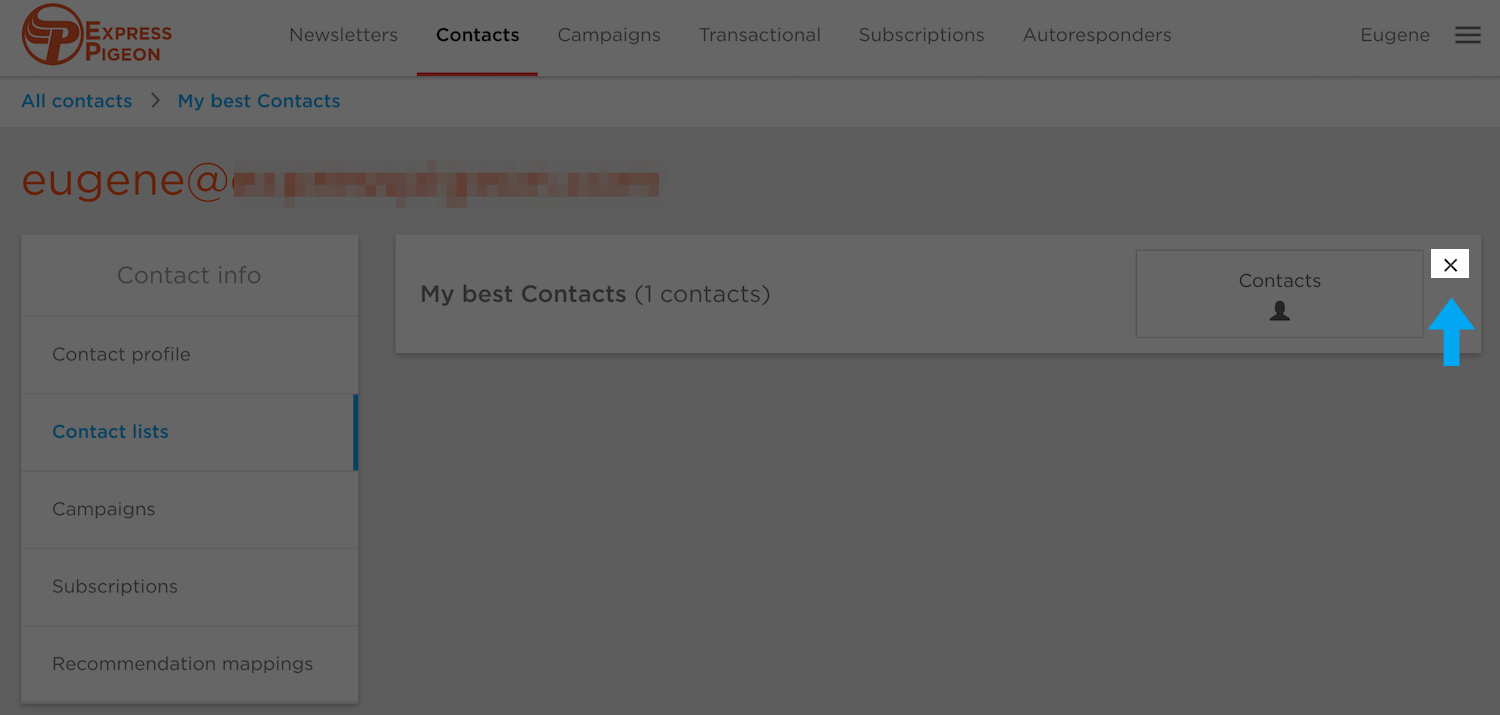 EXPRESS
PIGEON
Newsletters Contacts Campaigns Transactional Subscriptions Autoresponders Eugene
All contacts > My best Contacts
eugene@
Contact info
Contact profile
Contact lists
Campaigns
Subscriptions
Recommendation mappings
My best Contacts (1 contacts)
Contacts
×